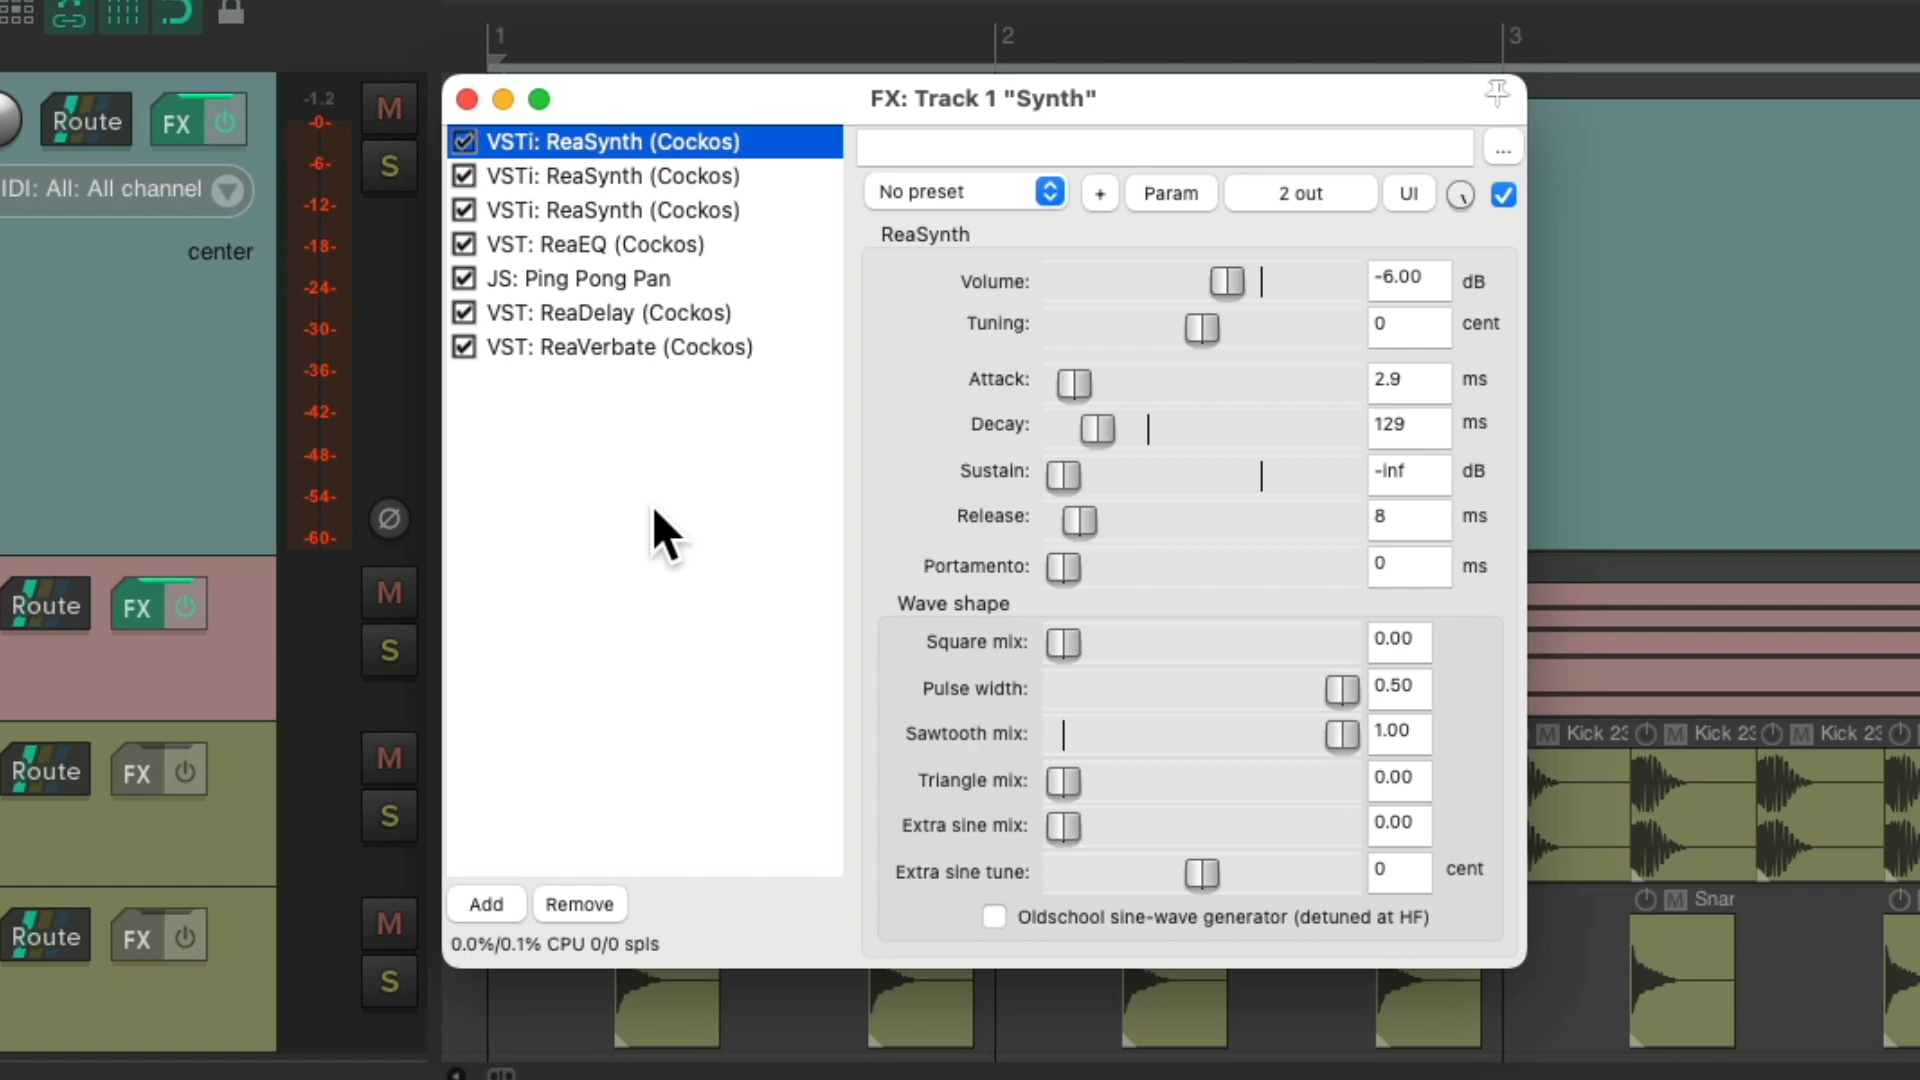 1
2
3
FX: Track 1 "Synth"
Route
FX
-1.2
M
S
IDI: All: All channel
center
-0-
-6-
-12-
-18-
-24-
-30-
-36-
-42-
-48-
-54-
-60-
VSTi: ReaSynth (Cockos)
VSTi: ReaSynth (Cockos)
VSTi: ReaSynth (Cockos)
VST: ReaEQ (Cockos)
JS: Ping Pong Pan
VST: ReaDelay (Cockos)
VST: ReaVerbate (Cockos)
...
No preset
+
Param
2 out
UI
ReaSynth
Volume: -6.00 dB
Tuning: 0 cent
Attack: 2.9 ms
Decay: 129 ms
Sustain: -inf dB
Release: 8 ms
Portamento: 0 ms
Wave shape
Square mix: 0.00
Pulse width: 0.50
Sawtooth mix: 1.00
Triangle mix: 0.00
Extra sine mix: 0.00
Extra sine tune: 0 cent
Oldschool sine-wave generator (detuned at HF)
Add
Remove
0.0%/0.1% CPU 0/0 spls
Route
FX
M
S
Route
FX
M
S
Route
FX
M
S
M Kick 23
M Kick 23
M Kick 23
M Snar